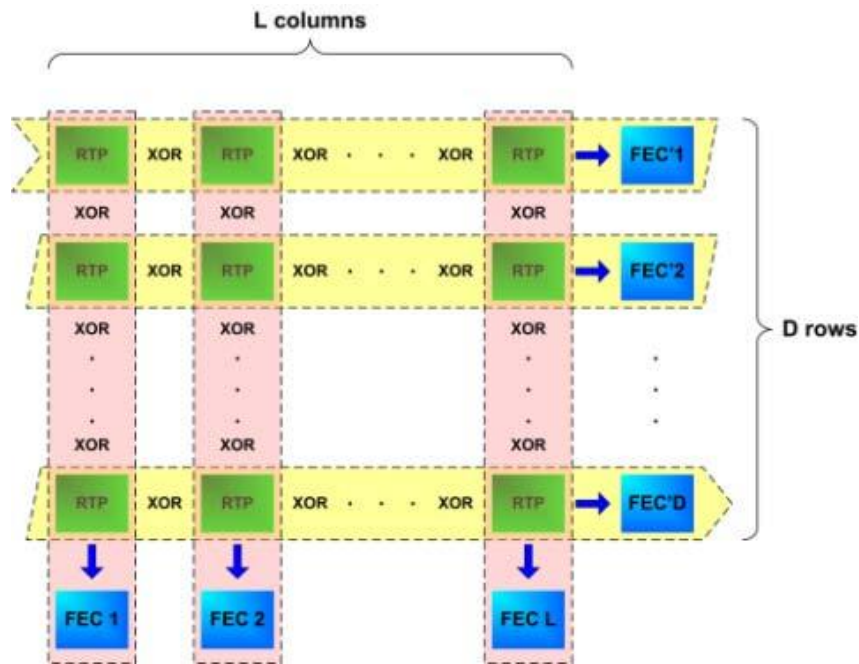 L columns
RTP XOR RTP XOR . . . XOR RTP FEC'1
XOR XOR XOR
RTP XOR RTP XOR . . . XOR RTP FEC'2
XOR XOR XOR
D rows
. . . .
. . . .
. . . .
XOR XOR XOR
RTP XOR RTP XOR . . . XOR RTP FEC'D
FEC 1 FEC 2 FEC L